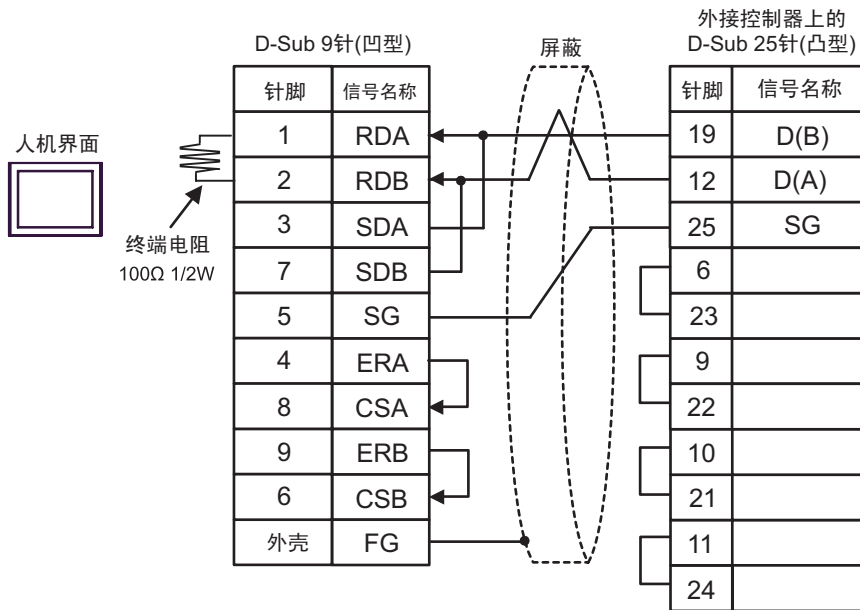 外接控制器上的
D-Sub 9针(凹型)
屏蔽
D-Sub 25针(凸型)
针脚 信号名称
针脚 信号名称
人机界面
1 RDA
19 D(B)
2 RDB
12 D(A)
3 SDA
25 SG
终端电阻
100Ω 1/2W
7 SDB
6
5 SG
23
4 ERA
9
8 CSA
22
9 ERB
10
6 CSB
21
外壳 FG
11
24